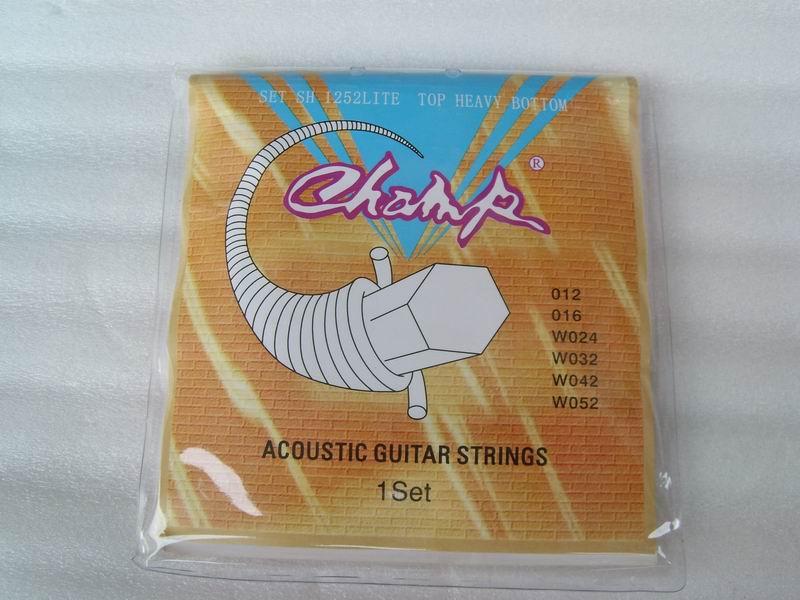 SET SH 1252LITE TOP HEAVY BOTTOM
Champ ®
012
016
W024
W032
W042
W052
ACOUSTIC GUITAR STRINGS
1Set